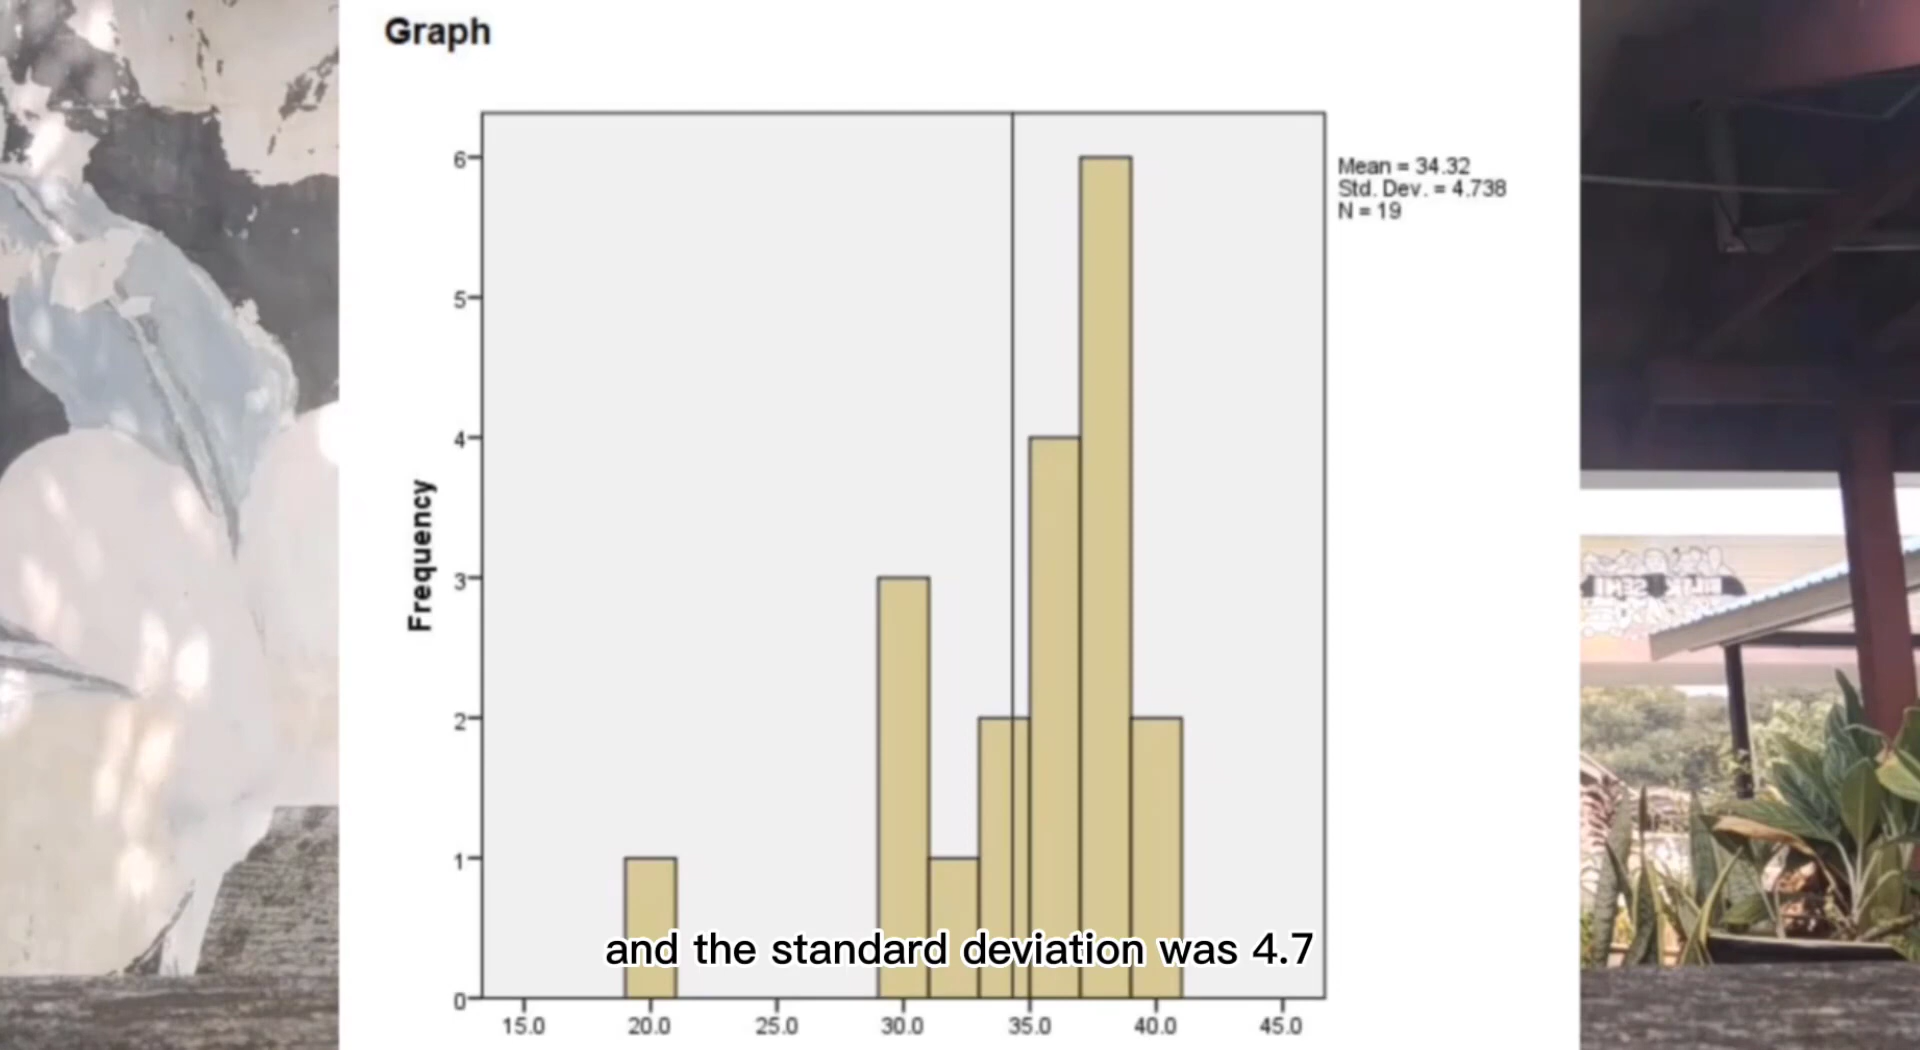 Graph
Mean = 34.32
Std. Dev. = 4.738
N = 19
Frequency
6
5
4
3
2
1
0
15.0 20.0 25.0 30.0 35.0 40.0 45.0
and the standard deviation was 4.7